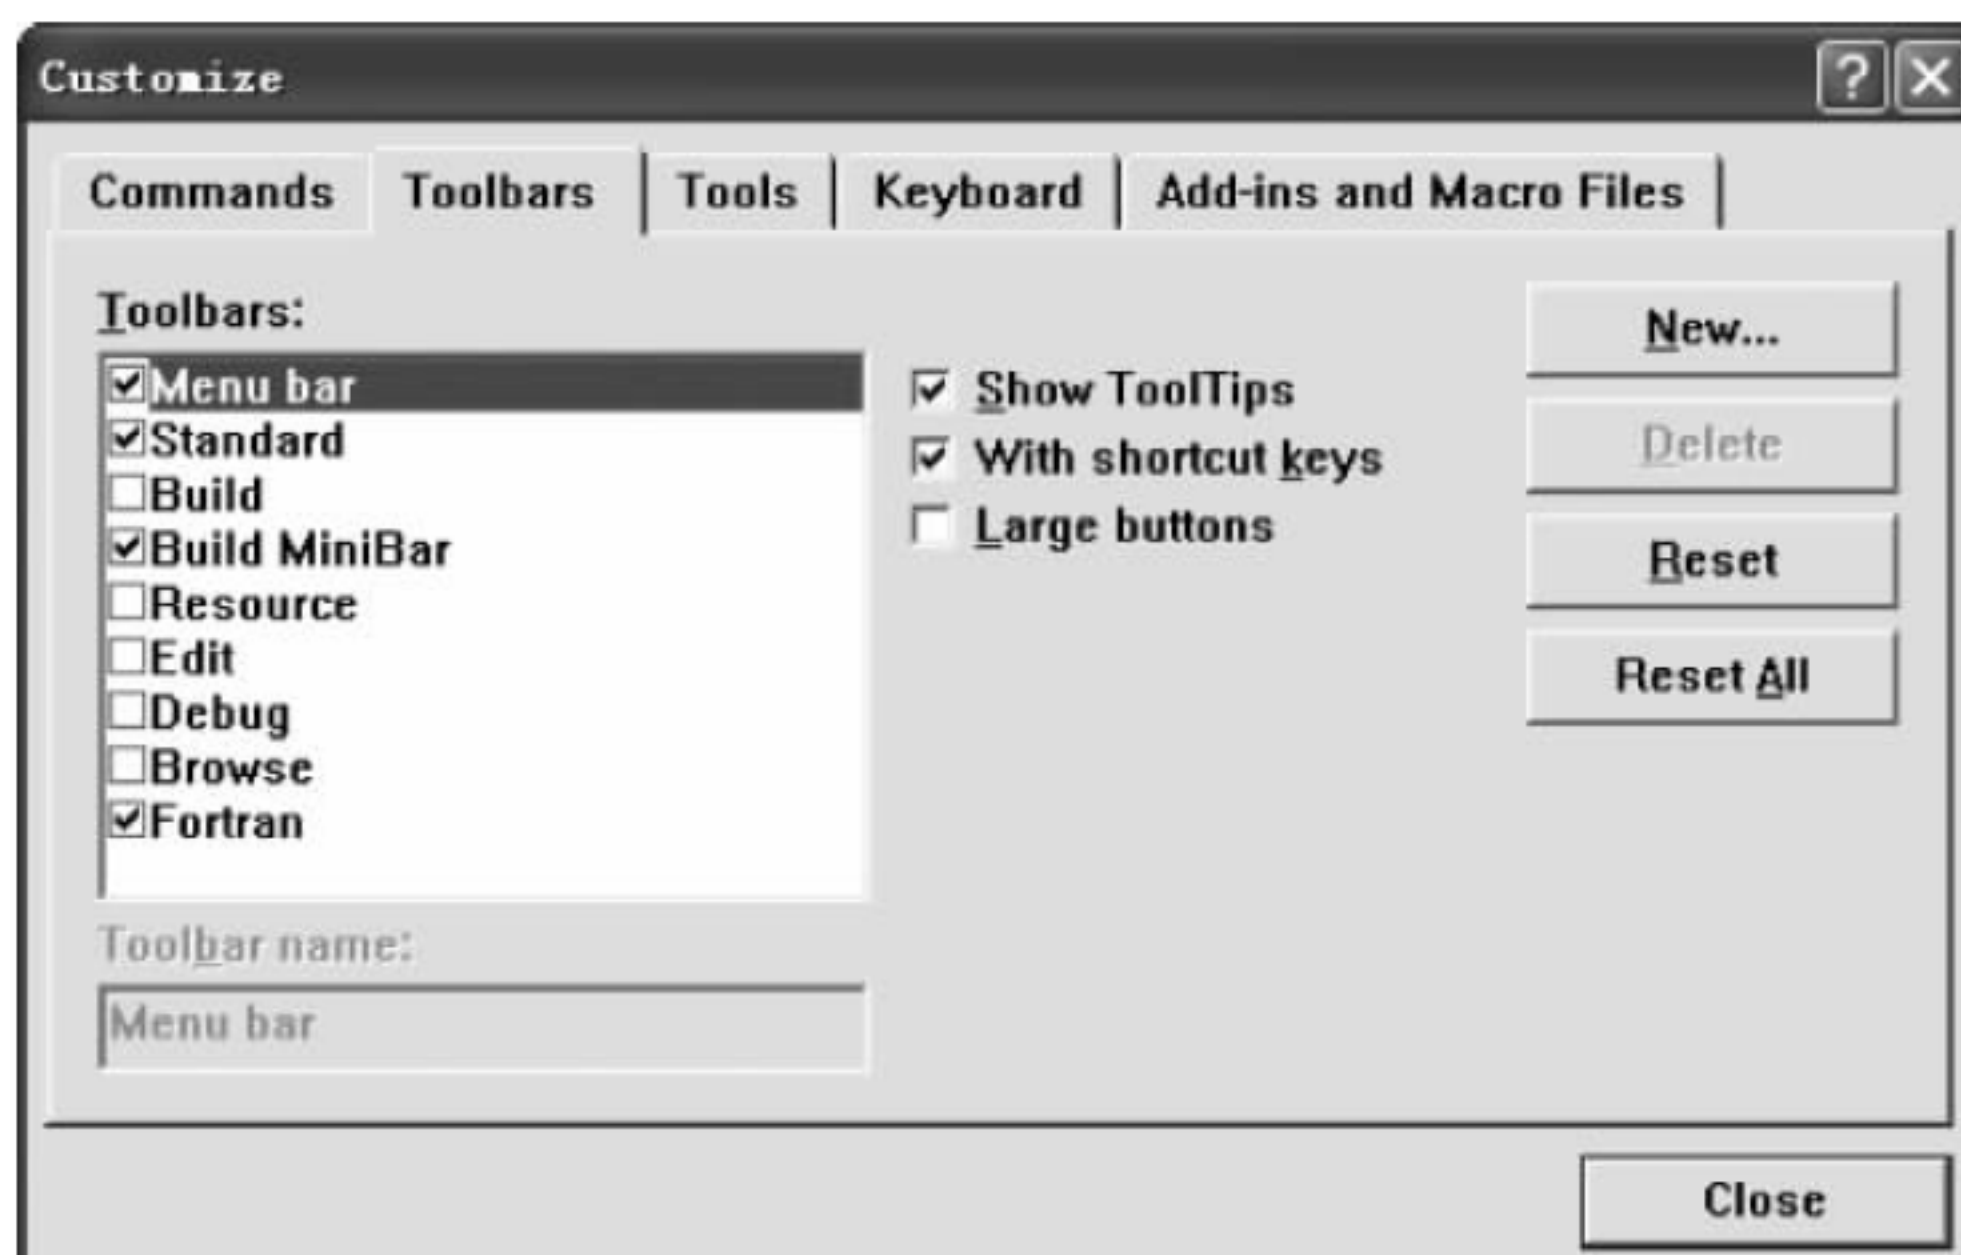 Customize
Commands Toolbars Tools Keyboard Add-ins and Macro Files
Toolbars:
Menu bar
Standard
Build
Build MiniBar
Resource
Edit
Debug
Browse
Fortran
Toolbar name:
Menu bar
Show ToolTips
With shortcut keys
Large buttons
New...
Delete
Reset
Reset All
Close